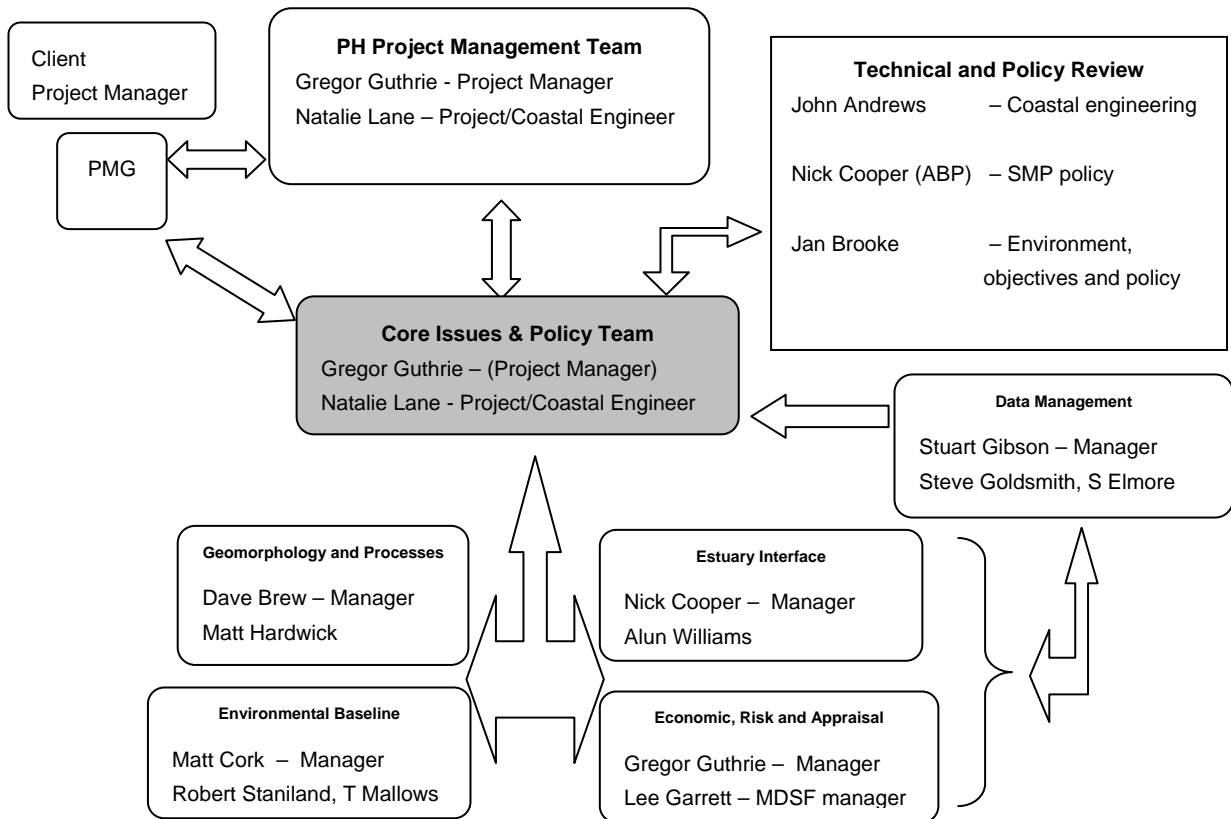 Client
Project Manager
PMG
PH Project Management Team
Gregor Guthrie - Project Manager
Natalie Lane – Project/Coastal Engineer
Technical and Policy Review
John Andrews – Coastal engineering
Nick Cooper (ABP) – SMP policy
Jan Brooke – Environment,
objectives and policy
Core Issues & Policy Team
Gregor Guthrie – (Project Manager)
Natalie Lane - Project/Coastal Engineer
Data Management
Stuart Gibson – Manager
Steve Goldsmith, S Elmore
Geomorphology and Processes
Dave Brew – Manager
Matt Hardwick
Estuary Interface
Nick Cooper – Manager
Alun Williams
Environmental Baseline
Matt Cork – Manager
Robert Staniland, T Mallows
Economic, Risk and Appraisal
Gregor Guthrie – Manager
Lee Garrett – MDSF manager